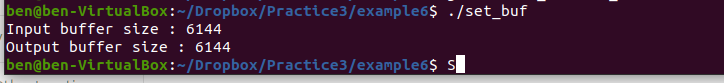 ben@ben-VirtualBox:~/Dropbox/Practice3/example6$ ./set_buf
Input buffer size : 6144
Output buffer size : 6144
ben@ben-VirtualBox:~/Dropbox/Practice3/example6$ S